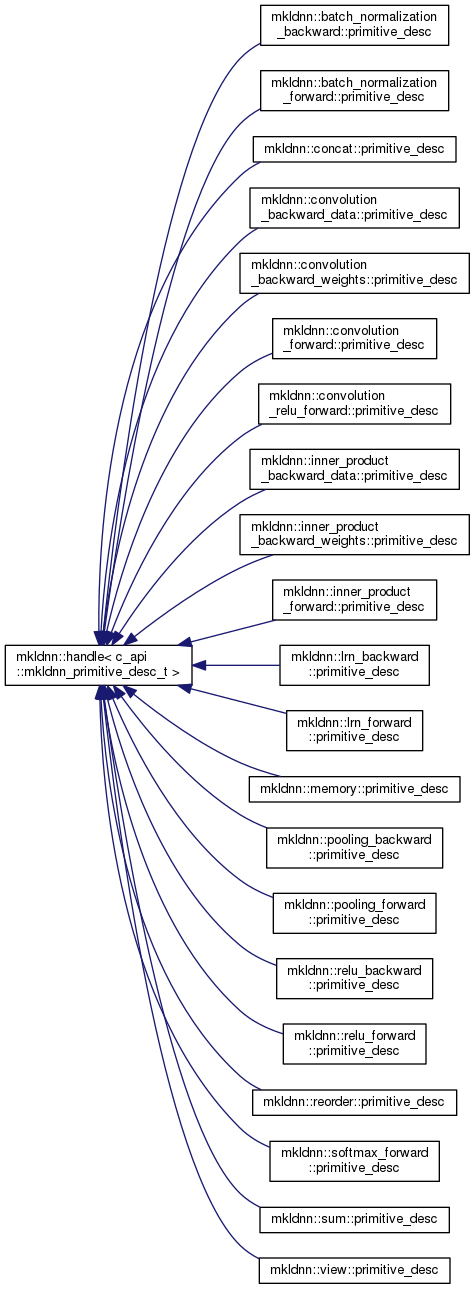 mkldnn::batch_normalization
_backward::primitive_desc
mkldnn::batch_normalization
_forward::primitive_desc
mkldnn::concat::primitive_desc
mkldnn::convolution
_backward_data::primitive_desc
mkldnn::convolution
_backward_weights::primitive_desc
mkldnn::convolution
_forward::primitive_desc
mkldnn::convolution
_relu_forward::primitive_desc
mkldnn::inner_product
_backward_data::primitive_desc
mkldnn::inner_product
_backward_weights::primitive_desc
mkldnn::inner_product
_forward::primitive_desc
mkldnn::handle< c_api
::mkldnn_primitive_desc_t >
mkldnn::lrn_backward
::primitive_desc
mkldnn::lrn_forward
::primitive_desc
mkldnn::memory::primitive_desc
mkldnn::pooling_backward
::primitive_desc
mkldnn::pooling_forward
::primitive_desc
mkldnn::relu_backward
::primitive_desc
mkldnn::relu_forward
::primitive_desc
mkldnn::reorder::primitive_desc
mkldnn::softmax_forward
::primitive_desc
mkldnn::sum::primitive_desc
mkldnn::view::primitive_desc